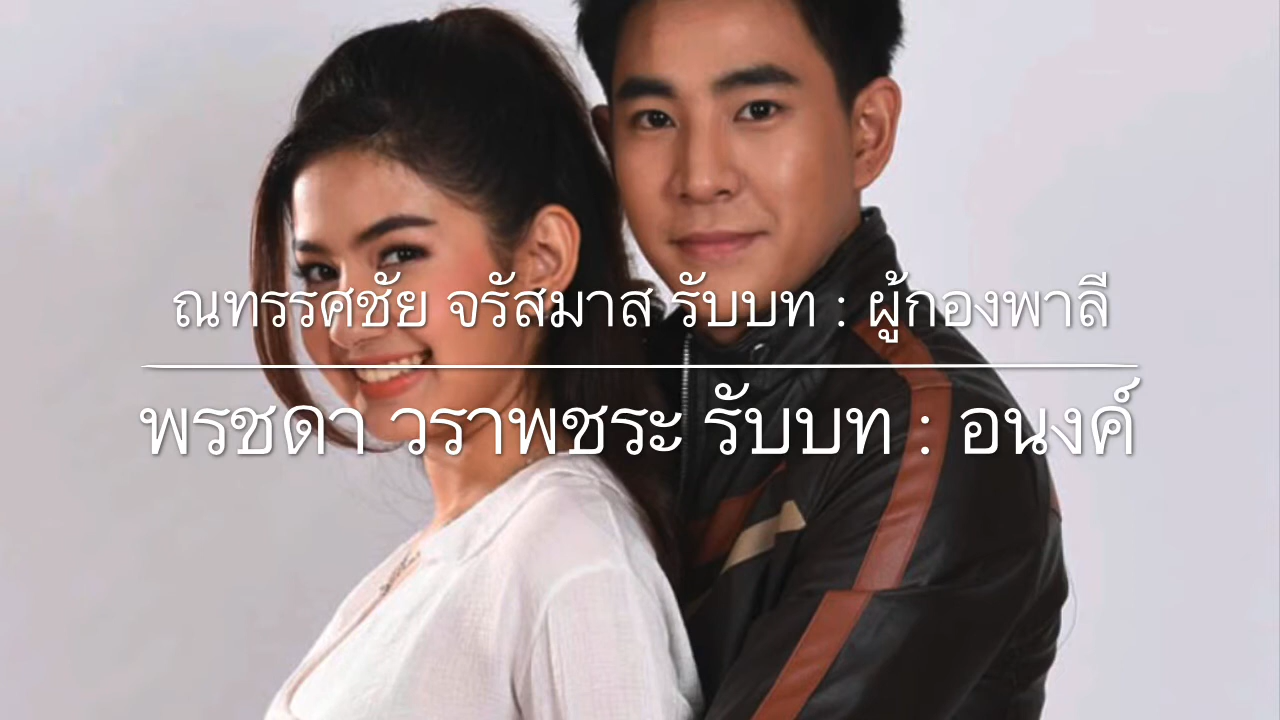 ณทรรศชัย จรัสมาส รับบท : ผู้กองพาลี
พรชดา วราพชระ รับบท : อนงค์